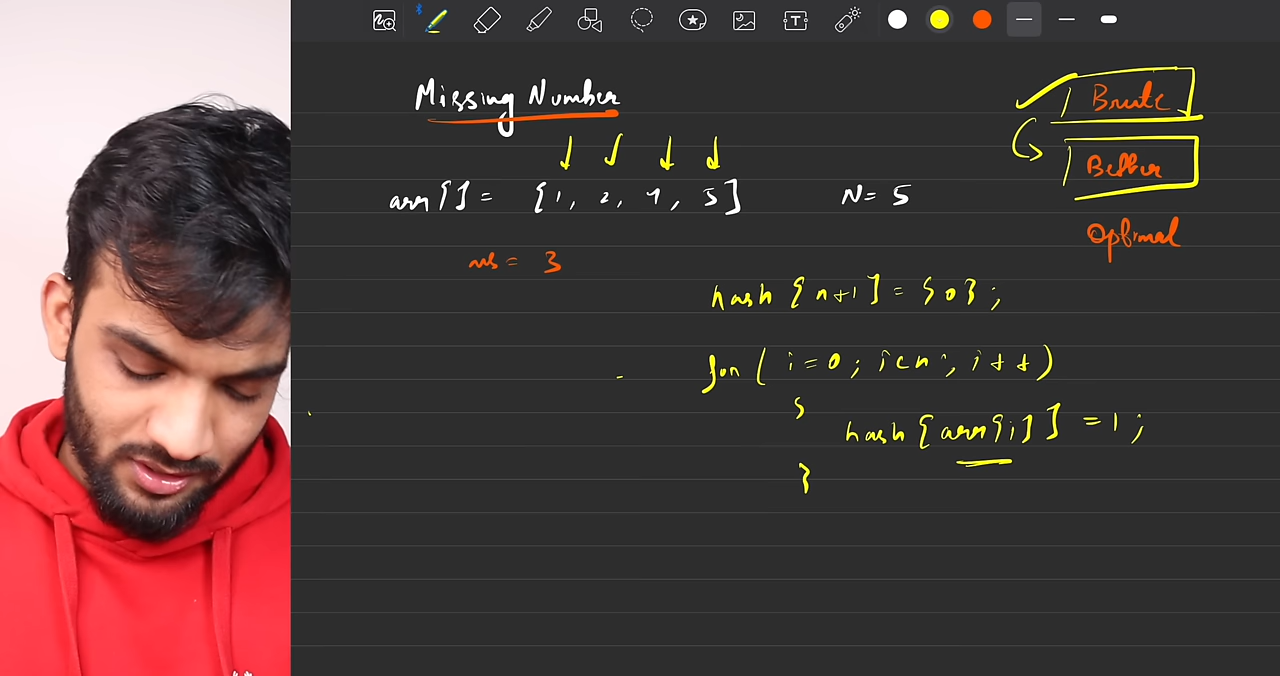 Missing Number
arr[] = {1, 2, 4, 5} N = 5
ans = 3
Brute
Better
Optimal
hash[n+1] = {0};
for( i=0; i<n; i++)
{
hash[arr[i]] = 1;
}
T